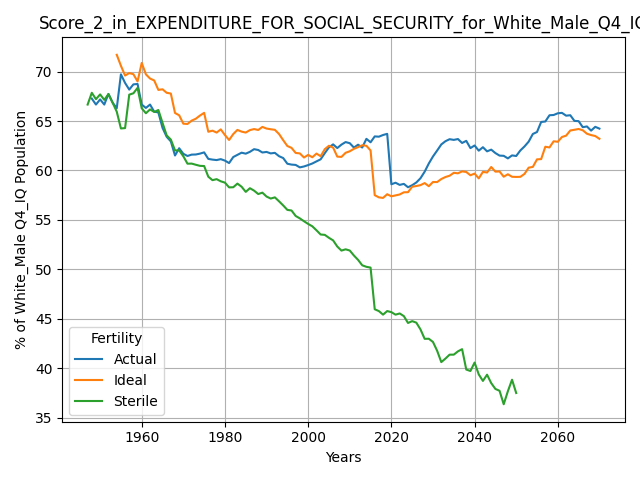 Score_2_in_EXPENDITURE_FOR_SOCIAL_SECURITY_for_White_Male_Q4_IQ
% of White_Male Q4_IQ Population
70
65
60
55
50
45
40
35
Fertility
Actual
Ideal
Sterile
1960 1980 2000 2020 2040 2060
Years